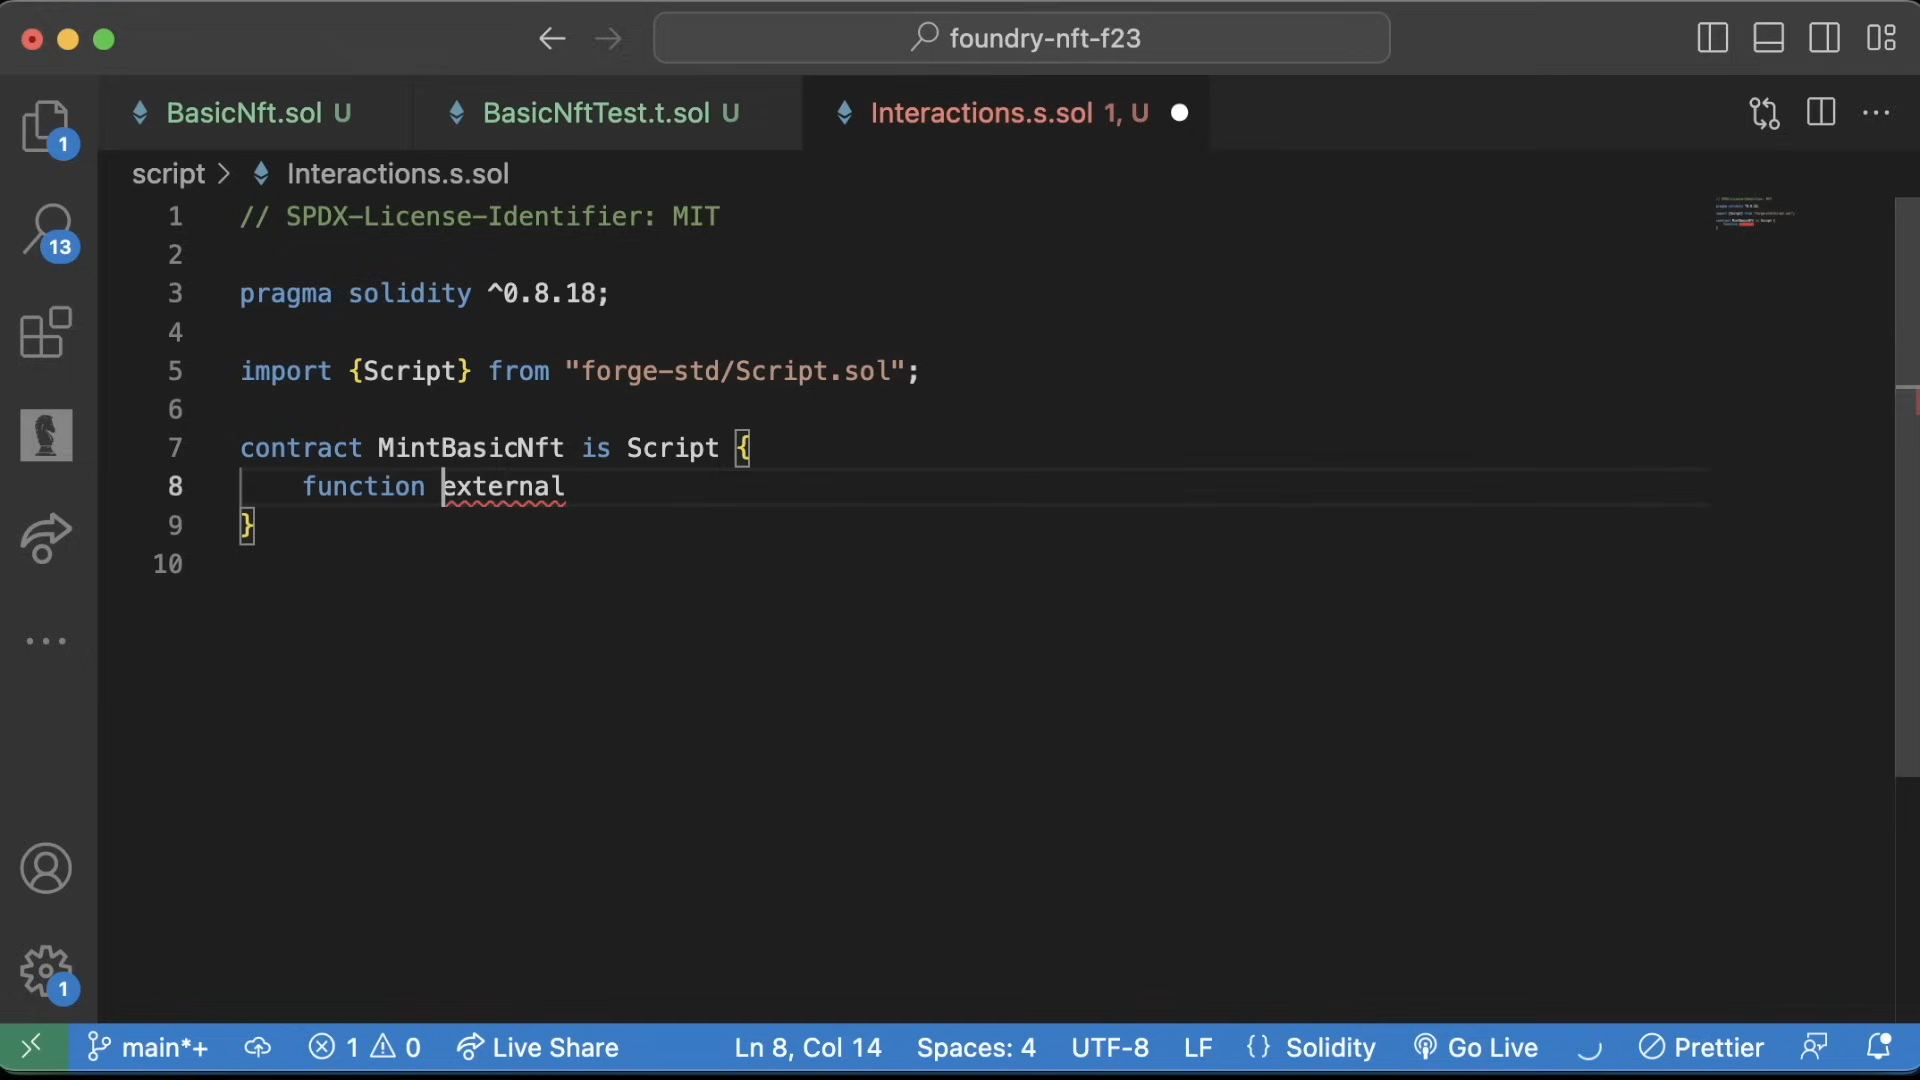 foundry-nft-f23
BasicNft.sol U
BasicNftTest.t.sol U
Interactions.s.sol 1, U
script > Interactions.s.sol
1 // SPDX-License-Identifier: MIT
2
3 pragma solidity ^0.8.18;
4
5 import {Script} from "forge-std/Script.sol";
6
7 contract MintBasicNft is Script {
8 function external
9 }
10
1
13
1
main*+
1 0
Live Share
Ln 8, Col 14
Spaces: 4
UTF-8
LF
{} Solidity
Go Live
Prettier